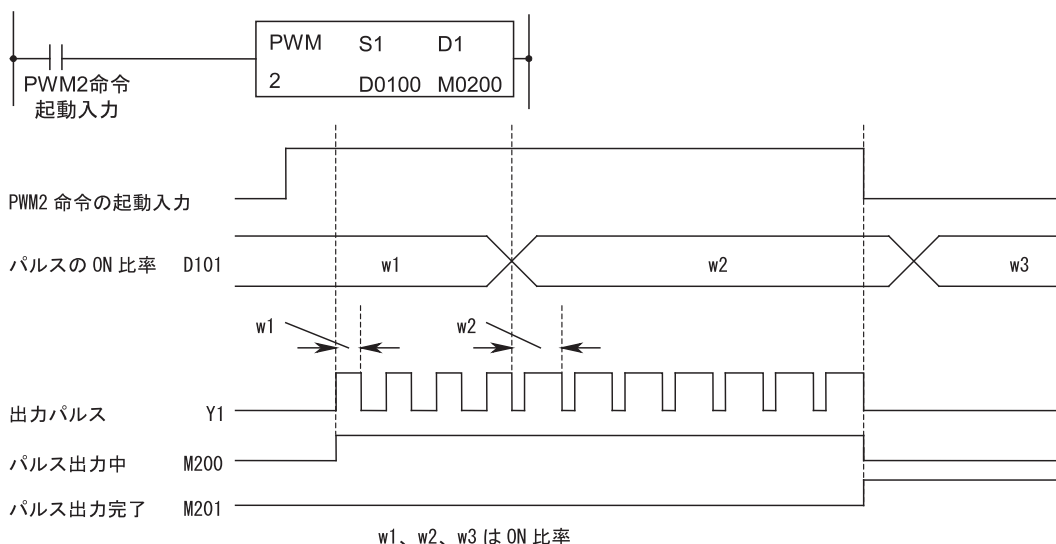 PWM S1 D1
2 D0100 M0200
PWM2命令
起動入力
PWM2 命令の起動入力
パルスの ON 比率 D101 w1 w2 w3
w1 w2
出力パルス Y1
パルス出力中 M200
パルス出力完了 M201
w1、w2、w3 は ON 比率